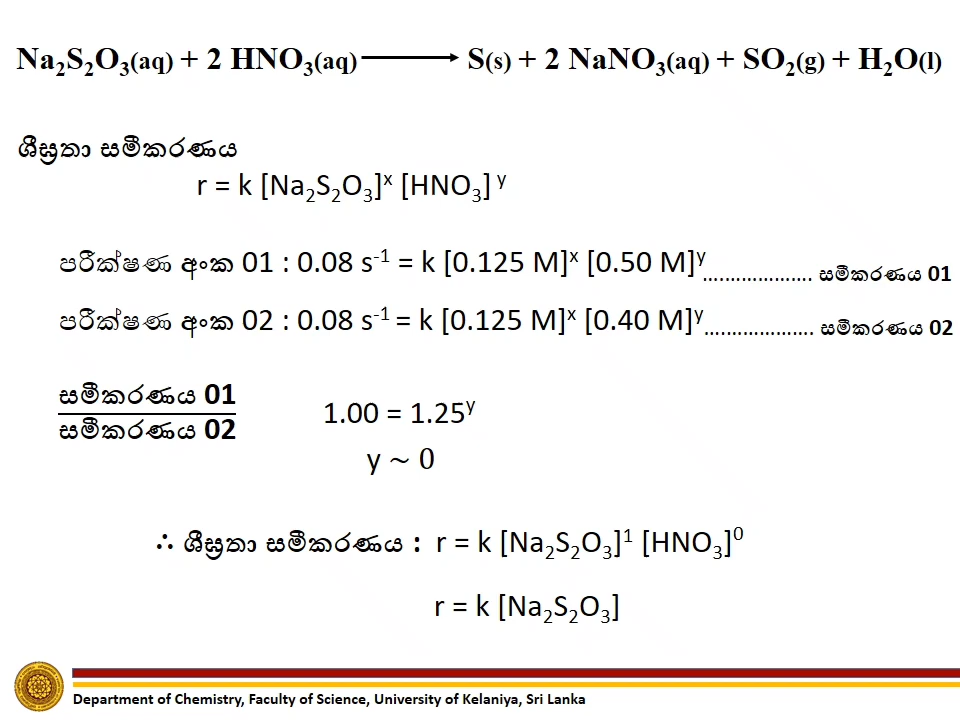 Na₂S₂O₃(aq) + 2 HNO₃(aq) ⟶ S(s) + 2 NaNO₃(aq) + SO₂(g) + H₂O(l)
ශීඝ්‍රතා සමීකරණය
r = k [Na₂S₂O₃]ˣ [HNO₃] ʸ
පරීක්ෂණ අංක 01 : 0.08 s⁻¹ = k [0.125 M]ˣ [0.50 M]ʸ.................... සමීකරණය 01
පරීක්ෂණ අංක 02 : 0.08 s⁻¹ = k [0.125 M]ˣ [0.40 M]ʸ.................... සමීකරණය 02
සමීකරණය 01
සමීකරණය 02
1.00 = 1.25ʸ
y ~ 0
∴ ශීඝ්‍රතා සමීකරණය : r = k [Na₂S₂O₃]¹ [HNO₃]⁰
r = k [Na₂S₂O₃]
Department of Chemistry, Faculty of Science, University of Kelaniya, Sri Lanka